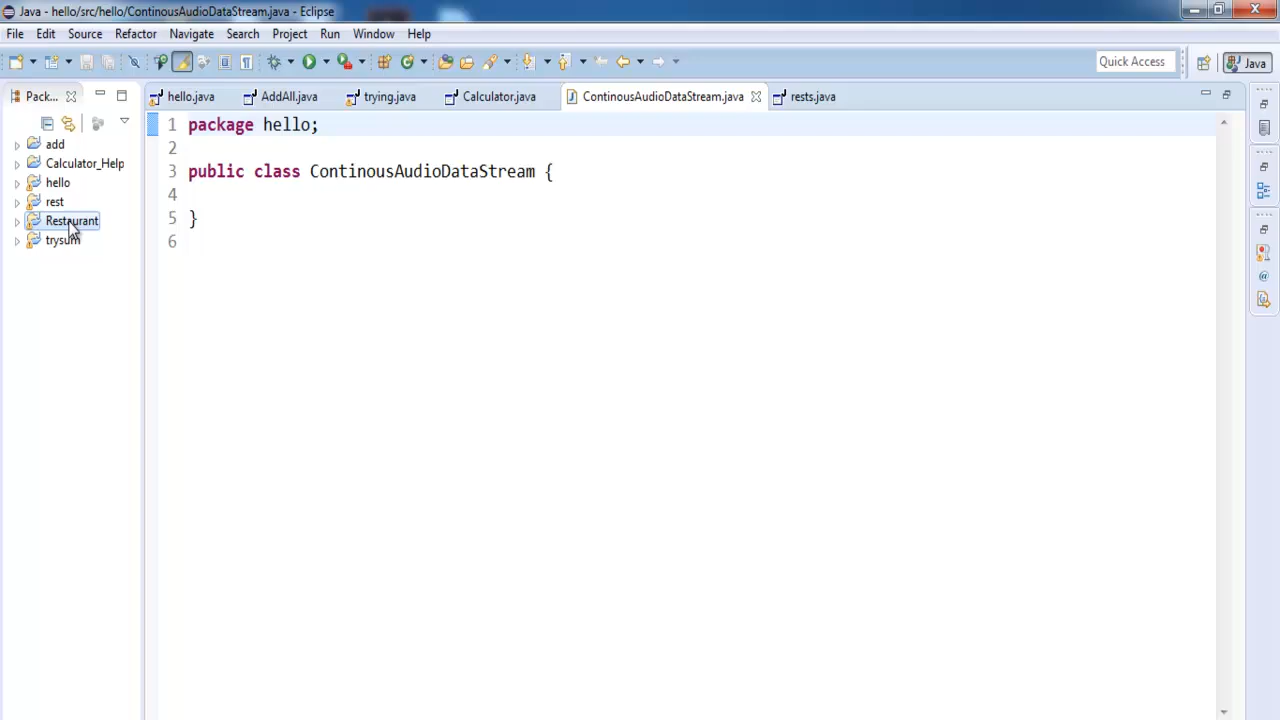 Java - hello/src/hello/ContinousAudioDataStream.java - Eclipse
File Edit Source Refactor Navigate Search Project Run Window Help
Quick Access Java
Pack... hello.java AddAll.java trying.java Calculator.java ContinousAudioDataStream.java rests.java
add
Calculator_Help
hello
rest
Restaurant
trysum
1 package hello;
2
3 public class ContinousAudioDataStream {
4
5 }
6